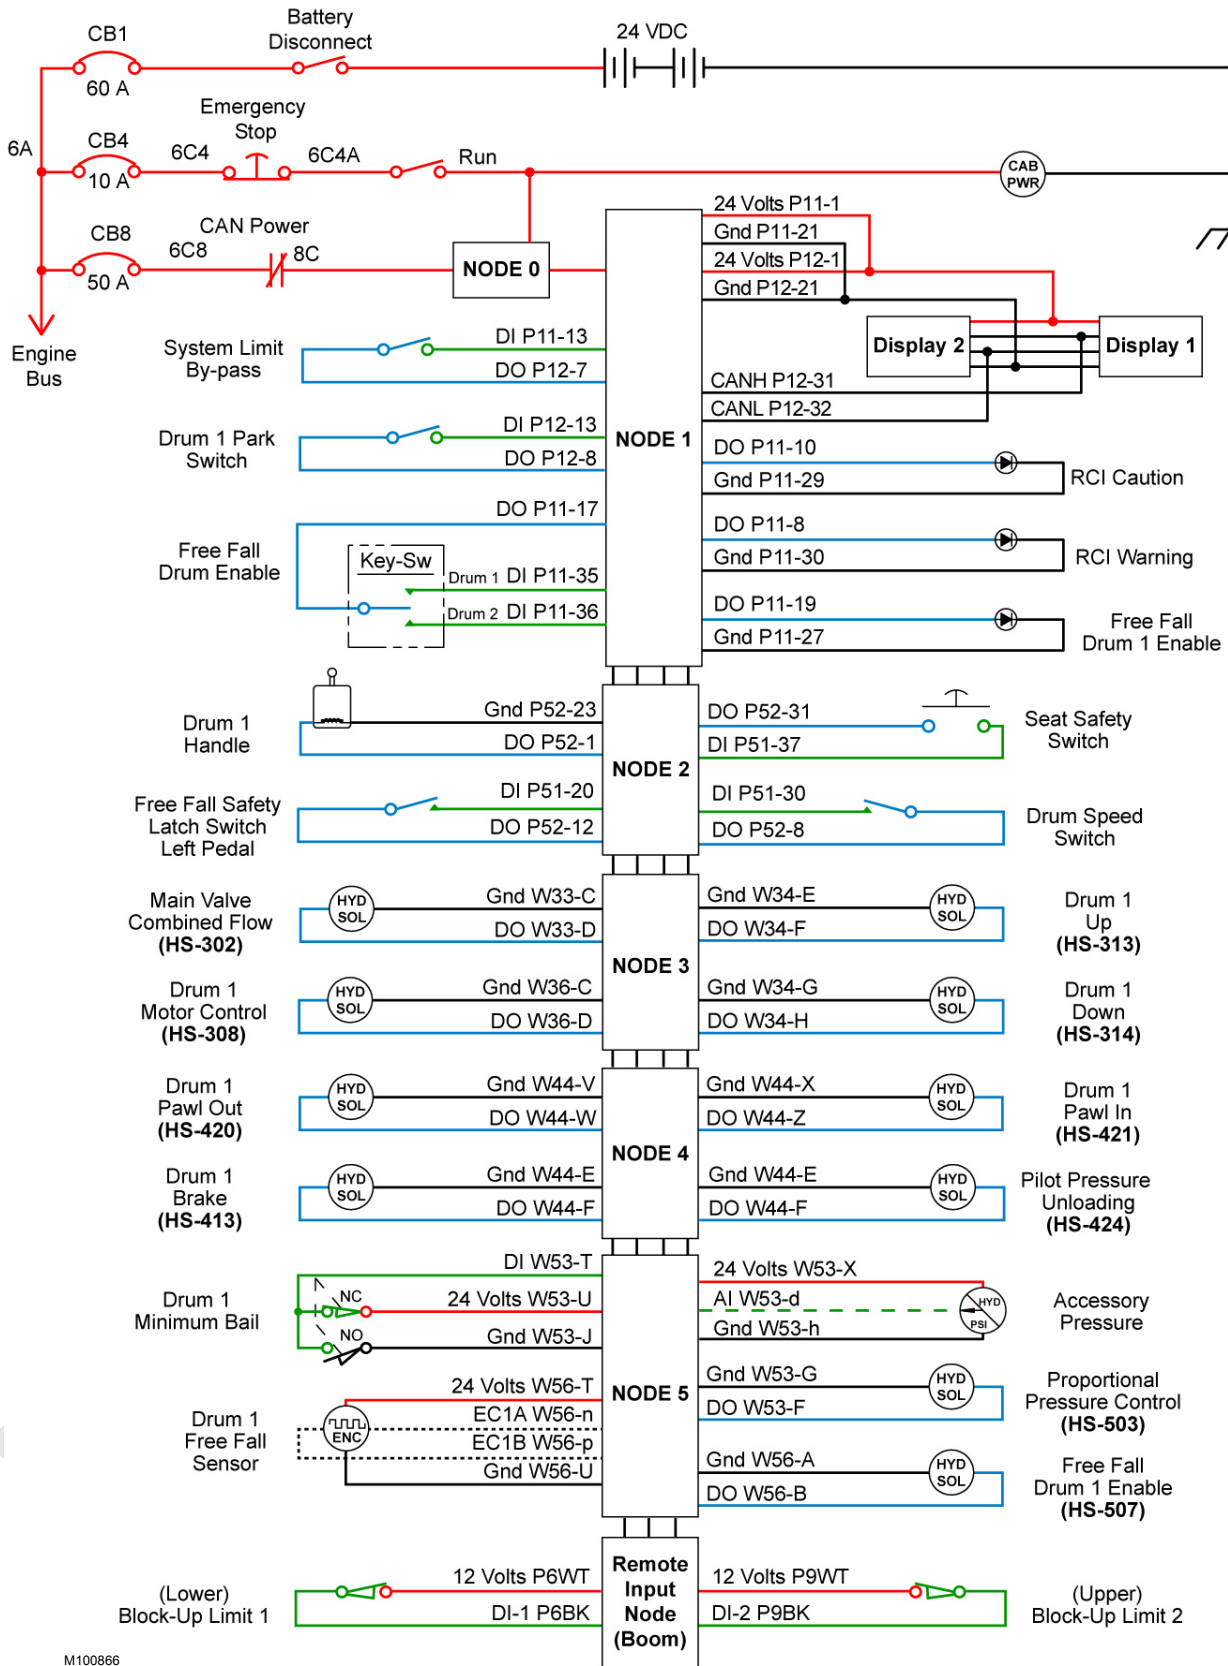 CB1
60 A
Battery
Disconnect
24 VDC
6A
CB4
10 A
6C4
Emergency
Stop
6C4A
Run
CAB
PWR
CB8
50 A
6C8
CAN Power
8C
NODE 0
Engine
Bus
24 Volts P11-1
Gnd P11-21
24 Volts P12-1
Gnd P12-21
Display 2
Display 1
System Limit
By-pass
DI P11-13
DO P12-7
CANH P12-31
CANL P12-32
Drum 1 Park
Switch
DI P12-13
DO P12-8
NODE 1
DO P11-10
Gnd P11-29
RCI Caution
DO P11-17
Free Fall
Drum Enable
Key-Sw
Drum 1 DI P11-35
Drum 2 DI P11-36
DO P11-8
Gnd P11-30
RCI Warning
DO P11-19
Gnd P11-27
Free Fall
Drum 1 Enable
Drum 1
Handle
Gnd P52-23
DO P52-1
NODE 2
DO P52-31
DI P51-37
Seat Safety
Switch
Free Fall Safety
Latch Switch
Left Pedal
DI P51-20
DO P52-12
DI P51-30
DO P52-8
Drum Speed
Switch
Main Valve
Combined Flow
(HS-302)
HYD
SOL
Gnd W33-C
DO W33-D
NODE 3
Gnd W34-E
DO W34-F
HYD
SOL
Drum 1
Up
(HS-313)
Drum 1
Motor Control
(HS-308)
HYD
SOL
Gnd W36-C
DO W36-D
Gnd W34-G
DO W34-H
HYD
SOL
Drum 1
Down
(HS-314)
Drum 1
Pawl Out
(HS-420)
HYD
SOL
Gnd W44-V
DO W44-W
NODE 4
Gnd W44-X
DO W44-Z
HYD
SOL
Drum 1
Pawl In
(HS-421)
Drum 1
Brake
(HS-413)
HYD
SOL
Gnd W44-E
DO W44-F
Gnd W44-E
DO W44-F
HYD
SOL
Pilot Pressure
Unloading
(HS-424)
Drum 1
Minimum Bail
DI W53-T
NC
24 Volts W53-U
NO
Gnd W53-J
NODE 5
24 Volts W53-X
AI W53-d
Gnd W53-h
HYD
PSI
Accessory
Pressure
Drum 1
Free Fall
Sensor
24 Volts W56-T
EC1A W56-n
ENC
EC1B W56-p
Gnd W56-U
Gnd W53-G
DO W53-F
HYD
SOL
Proportional
Pressure Control
(HS-503)
Gnd W56-A
DO W56-B
HYD
SOL
Free Fall
Drum 1 Enable
(HS-507)
(Lower)
Block-Up Limit 1
12 Volts P6WT
DI-1 P6BK
Remote
Input
Node
(Boom)
12 Volts P9WT
DI-2 P9BK
(Upper)
Block-Up Limit 2
M100866